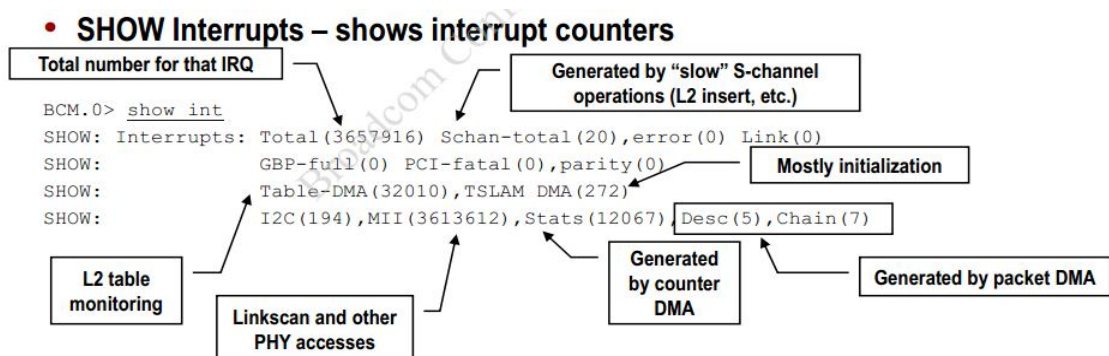 • SHOW Interrupts – shows interrupt counters
Total number for that IRQ
Generated by “slow” S-channel
operations (L2 insert, etc.)
BCM.0> show int
SHOW: Interrupts: Total(3657916) Schan-total(20),error(0) Link(0)
SHOW: GBP-full(0) PCI-fatal(0),parity(0)
Mostly initialization
SHOW: Table-DMA(32010),TSLAM DMA(272)
SHOW: I2C(194),MII(3613612),Stats(12067),Desc(5),Chain(7)
L2 table
monitoring
Linkscan and other
PHY accesses
Generated
by counter
DMA
Generated by packet DMA
Broadcom